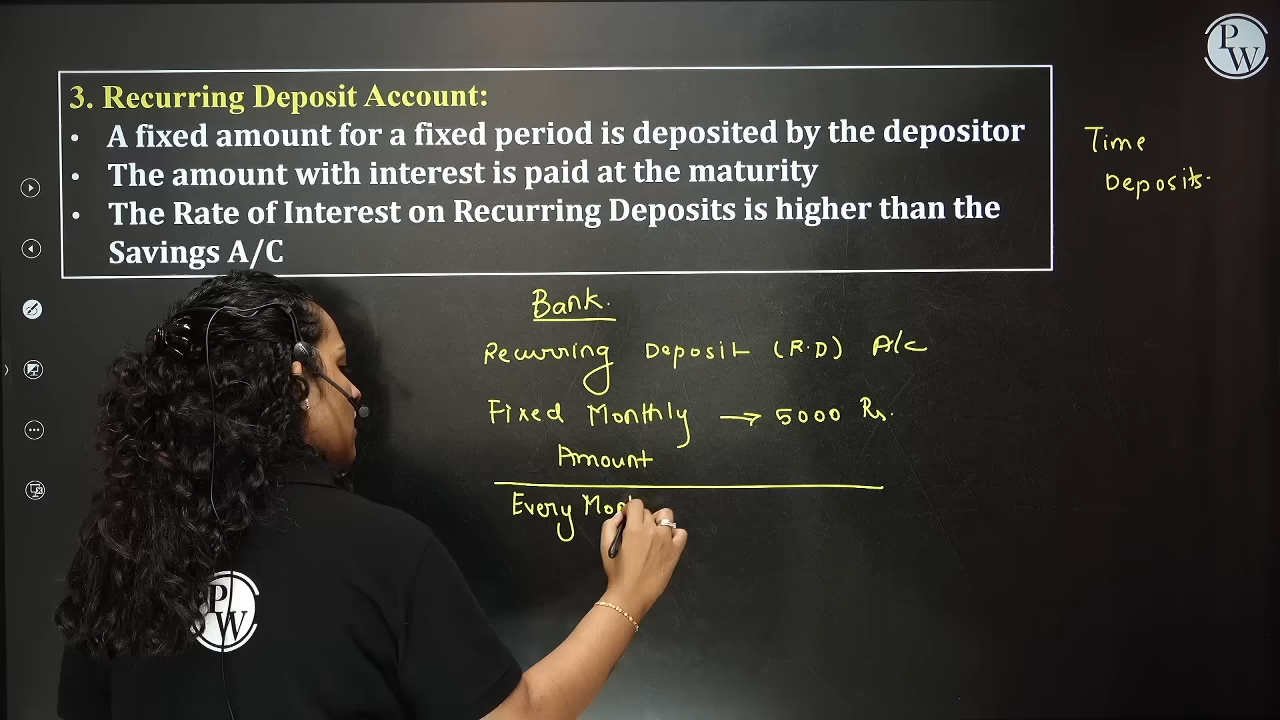 PW
3. Recurring Deposit Account:
• A fixed amount for a fixed period is deposited by the depositor
• The amount with interest is paid at the maturity
• The Rate of Interest on Recurring Deposits is higher than the
Savings A/C
Time
Deposits.
Bank.
Recurring Deposit (R.D) A/c
Fixed Monthly → 5000 Rs.
Amount
Every Mon
PW